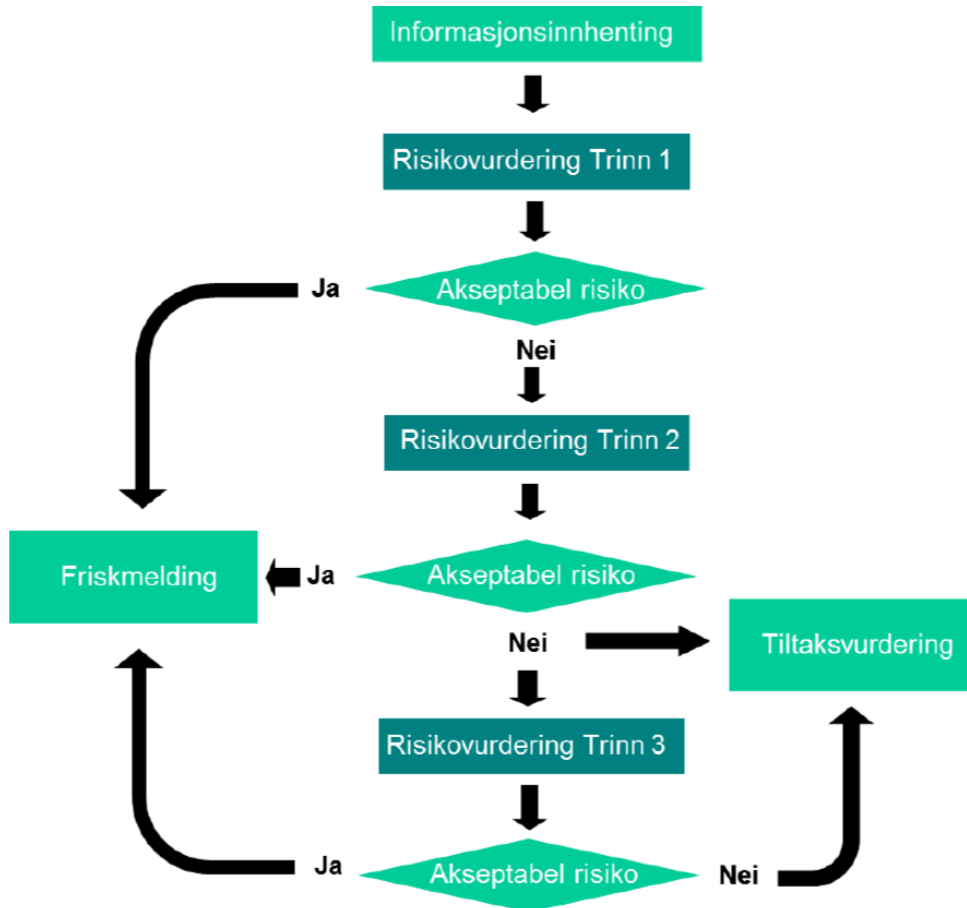 Informasjonsinnhenting
Risikovurdering Trinn 1
Ja
Akseptabel risiko
Nei
Risikovurdering Trinn 2
Friskmelding
Ja
Akseptabel risiko
Nei
Tiltaksvurdering
Risikovurdering Trinn 3
Ja
Akseptabel risiko
Nei